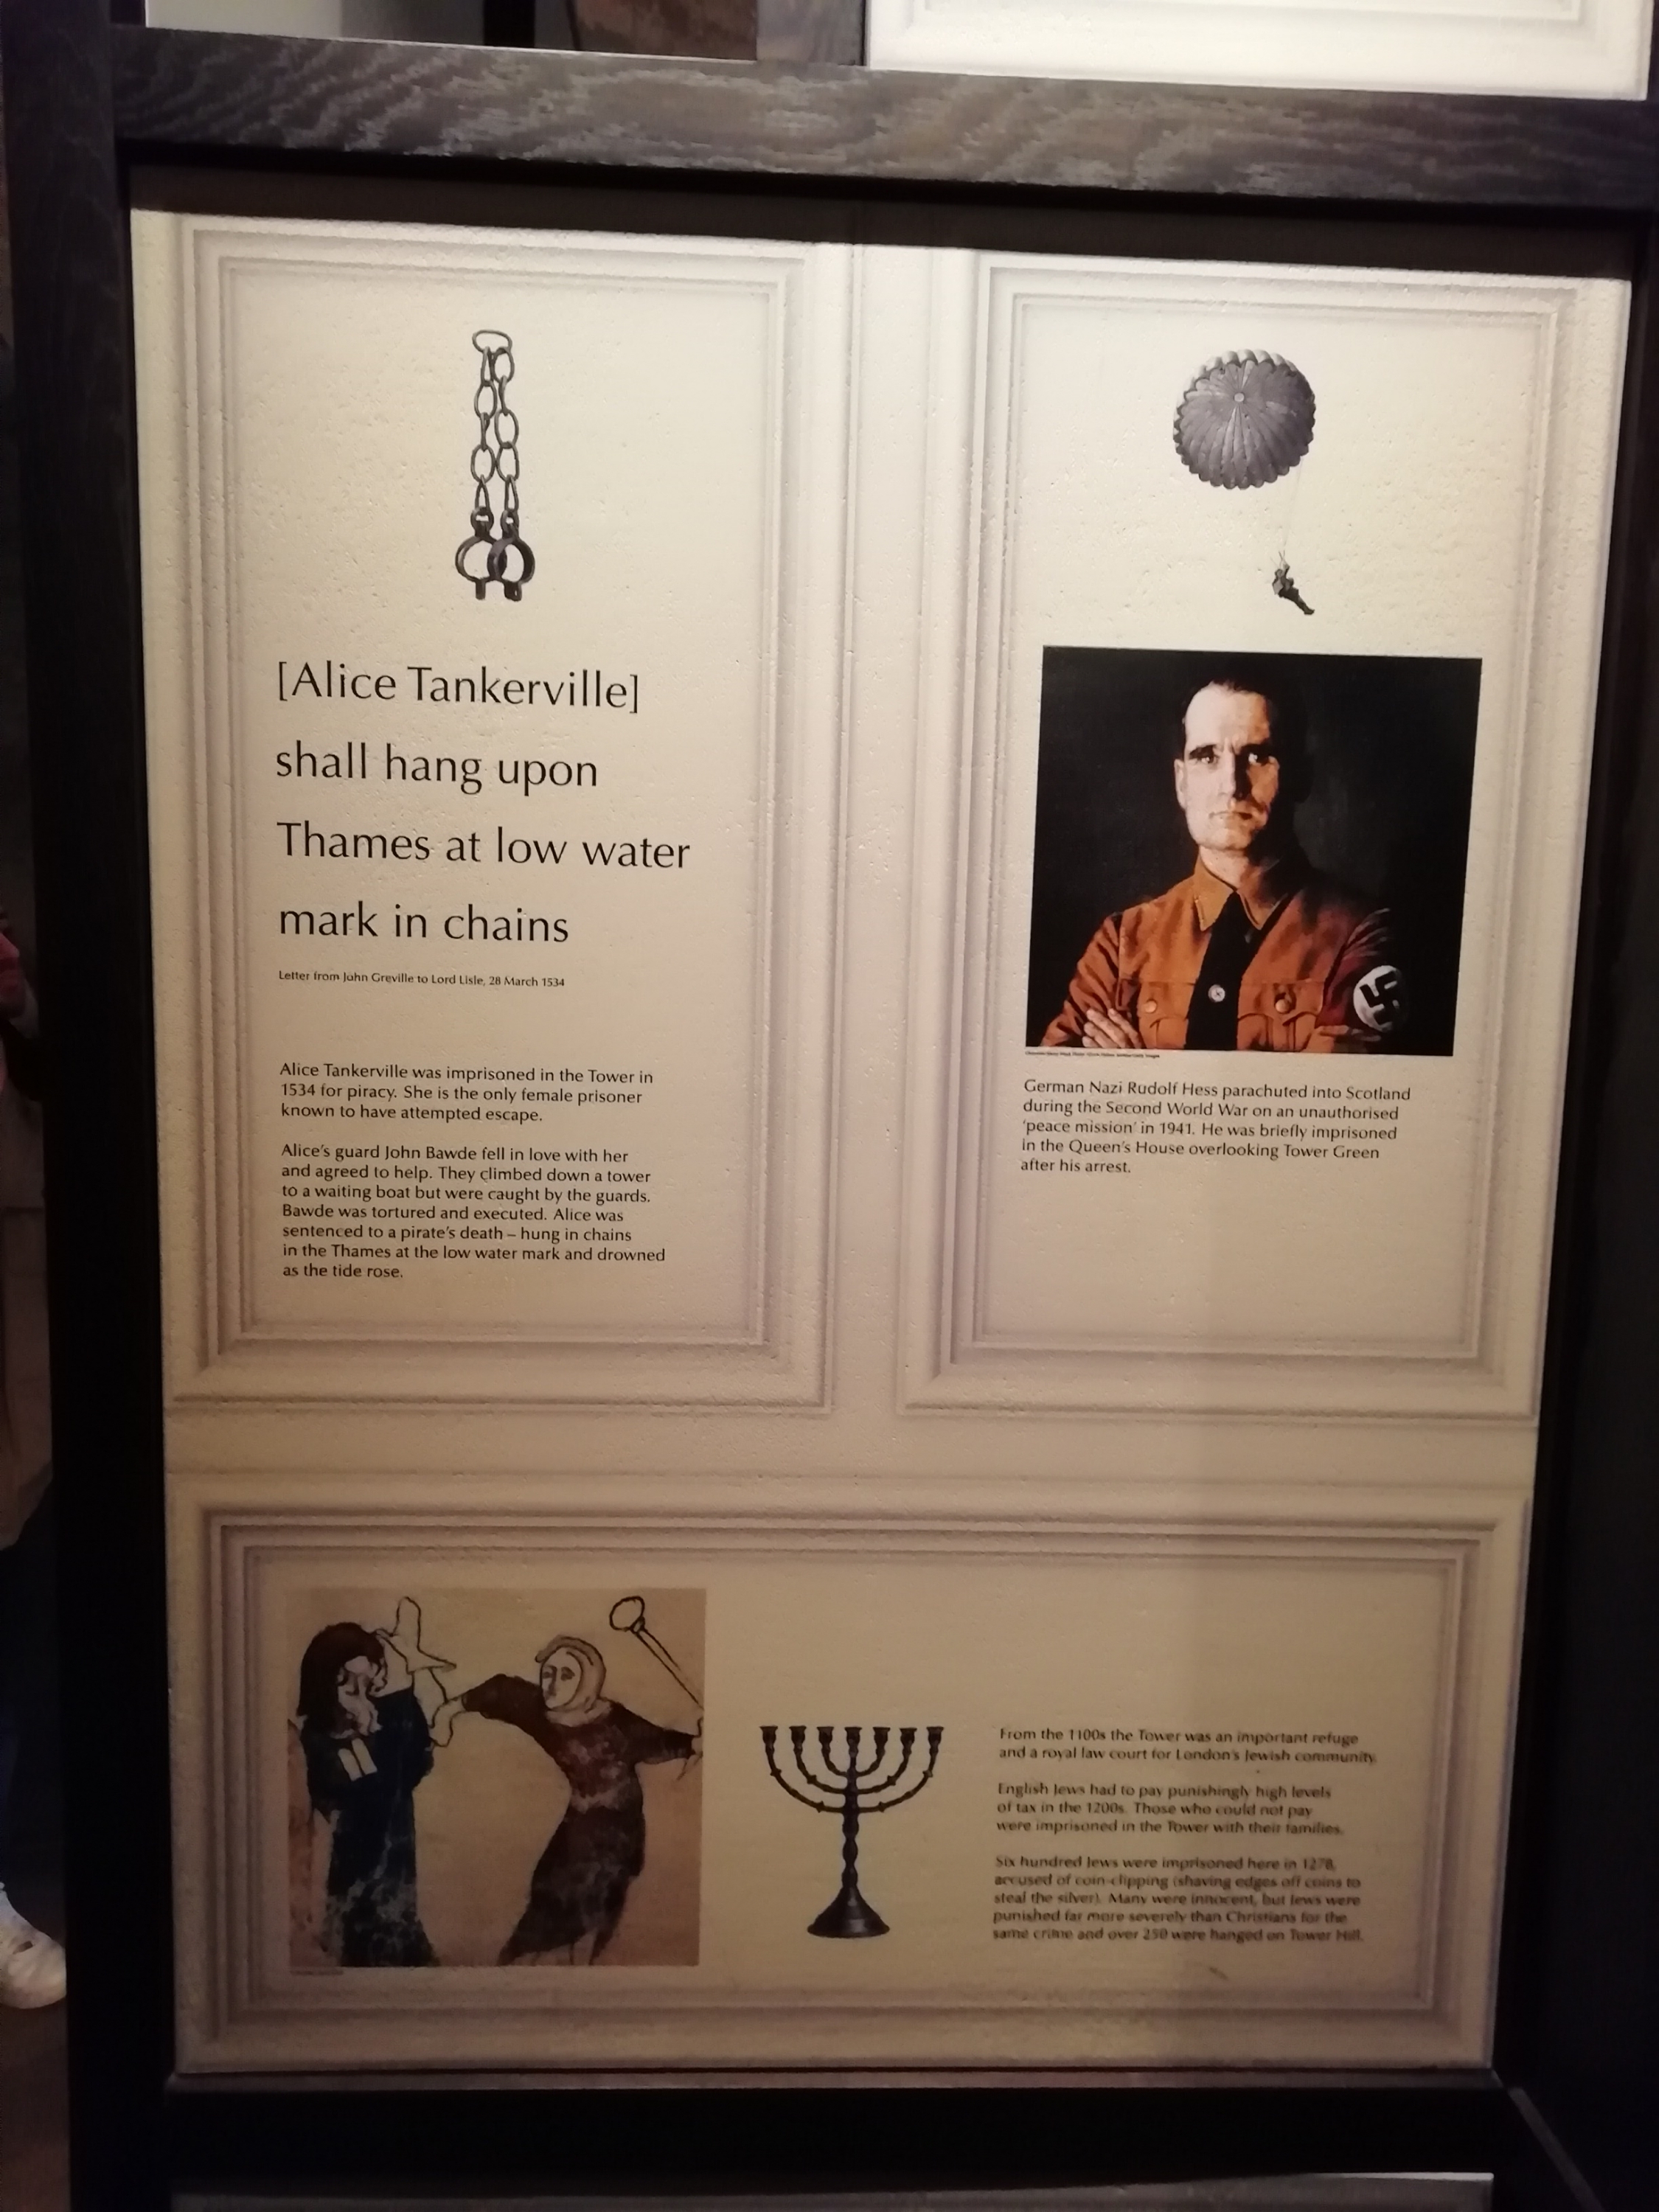 [Alice Tankerville]
shall hang upon
Thames at low water
mark in chains
Letter from John Greville to Lord Lisle, 28 March 1534
Alice Tankerville was imprisoned in the Tower in
1534 for piracy. She is the only female prisoner
known to have attempted escape.
Alice's guard John Bawde fell in love with her
and agreed to help. They climbed down a tower
to a waiting boat but were caught by the guards.
Bawde was tortured and executed. Alice was
sentenced to a pirate's death – hung in chains
in the Thames at the low water mark and drowned
as the tide rose.
German Nazi Rudolf Hess parachuted into Scotland
during the Second World War on an unauthorised
'peace mission' in 1941. He was briefly imprisoned
in the Queen's House overlooking Tower Green
after his arrest.
From the 1100s the Tower was an important refuge
and a royal law court for London's Jewish community.
English Jews had to pay punishingly high levels
of tax in the 1200s. Those who could not pay
were imprisoned in the Tower with their families.
Six hundred Jews were imprisoned here in 1278,
accused of coin-clipping (shaving edges off coins to
steal the silver). Many were innocent, but Jews were
punished far more severely than Christians for the
same crime and over 250 were hanged on Tower Hill.